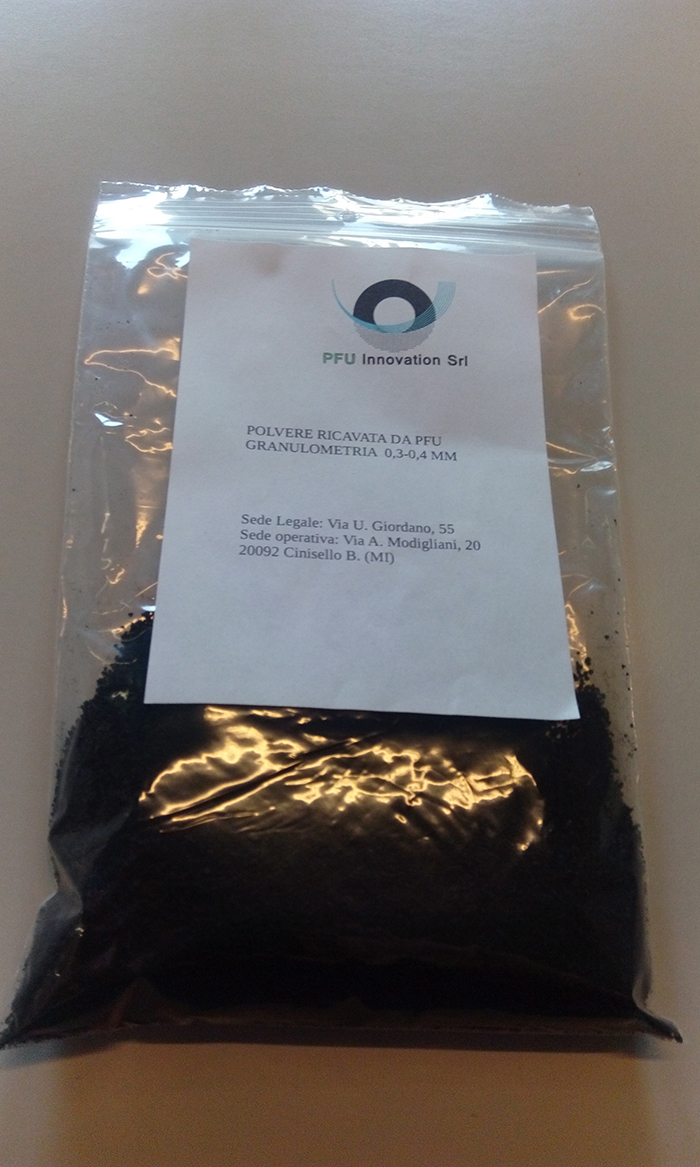 PFU Innovation Srl
POLVERE RICAVATA DA PFU
GRANULOMETRIA 0,3-0,4 MM
Sede Legale: Via U. Giordano, 55
Sede operativa: Via A. Modigliani, 20
20092 Cinisello B. (MI)